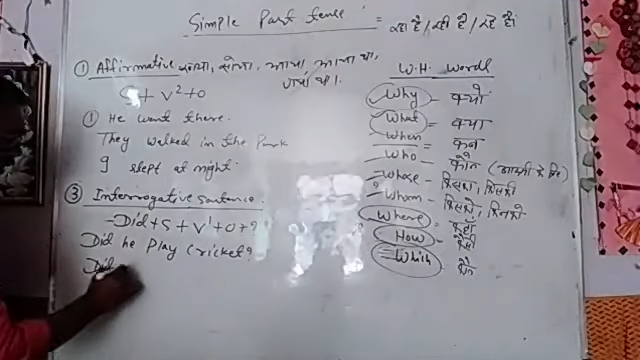 Simple Past tense =
① Affirmative
S + V² + O
① He went there.
They walked in the Park
I slept at night.
③ Interrogative sentance.
- Did + S + V¹ + O + ?
Did he Play Cricket?
Did
W.H. Words
Why - क्यों
What = क्या
When = कब
Who - कौन
Whose - किसका, किसकी
Whom - किसको, किनको
Where - कहाँ
How - कैसे
Which -